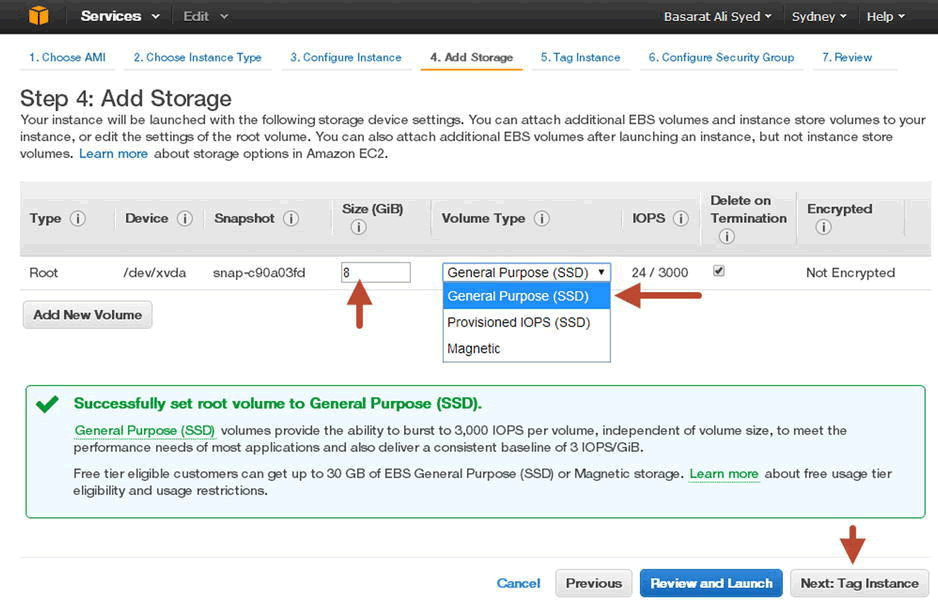 Services Edit Basarat Ali Syed Sydney Help
1. Choose AMI 2. Choose Instance Type 3. Configure Instance 4. Add Storage 5. Tag Instance 6. Configure Security Group 7. Review
Step 4: Add Storage
Your instance will be launched with the following storage device settings. You can attach additional EBS volumes and instance store volumes to your
instance, or edit the settings of the root volume. You can also attach additional EBS volumes after launching an instance, but not instance store
volumes. Learn more about storage options in Amazon EC2.
Type i Device i Snapshot i Size (GiB) i Volume Type i IOPS i Delete on Termination i Encrypted i
Root /dev/xvda snap-c90a03fd 8 General Purpose (SSD) 24 / 3000 Not Encrypted
General Purpose (SSD)
Provisioned IOPS (SSD)
Magnetic
Add New Volume
Successfully set root volume to General Purpose (SSD).
General Purpose (SSD) volumes provide the ability to burst to 3,000 IOPS per volume, independent of volume size, to meet the
performance needs of most applications and also deliver a consistent baseline of 3 IOPS/GiB.
Free tier eligible customers can get up to 30 GB of EBS General Purpose (SSD) or Magnetic storage. Learn more about free usage tier
eligibility and usage restrictions.
Cancel Previous Review and Launch Next: Tag Instance